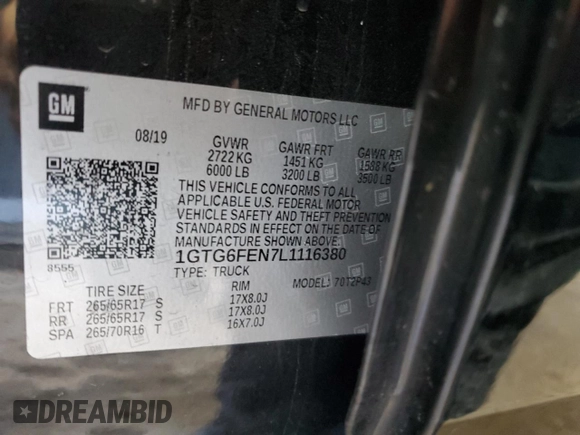 GM
MFD BY GENERAL MOTORS LLC
08/19 GVWR GAWR FRT GAWR RR
2722 KG 1451 KG 1588 KG
6000 LB 3200 LB 3500 LB
THIS VEHICLE CONFORMS TO ALL
APPLICABLE U.S. FEDERAL MOTOR
VEHICLE SAFETY AND THEFT PREVENTION
STANDARDS IN EFFECT ON THE DATE OF
MANUFACTURE SHOWN ABOVE.
8555 1GTG6FEN7L1116380
TYPE: TRUCK MODEL: 70T2P43
TIRE SIZE RIM
FRT 265/65R17 S 17X8.0J
RR 265/65R17 S 17X8.0J
SPA 265/70R16 T 16X7.0J
DREAMBID